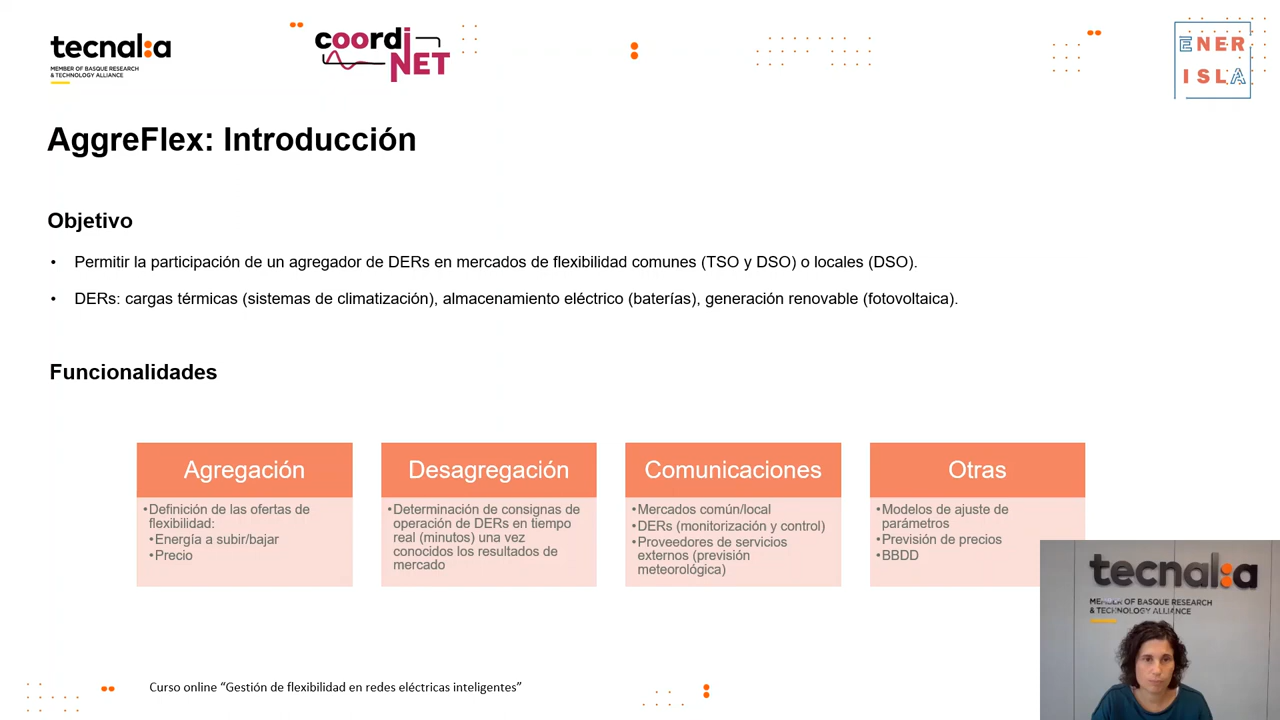 tecnal:a
MEMBER OF BASQUE RESEARCH
& TECHNOLOGY ALLIANCE
coordi
NET
ENER
ISLA
AggreFlex: Introducción
Objetivo
• Permitir la participación de un agregador de DERs en mercados de flexibilidad comunes (TSO y DSO) o locales (DSO).
• DERs: cargas térmicas (sistemas de climatización), almacenamiento eléctrico (baterías), generación renovable (fotovoltaica).
Funcionalidades
Agregación
•Definición de las ofertas de
flexibilidad:
•Energía a subir/bajar
•Precio
Desagregación
•Determinación de consignas de
operación de DERs en tiempo
real (minutos) una vez
conocidos los resultados de
mercado
Comunicaciones
•Mercados común/local
•DERs (monitorización y control)
•Proveedores de servicios
externos (previsión
meteorológica)
Otras
•Modelos de ajuste de
parámetros
•Previsión de precios
•BBDD
tecnal:a
MEMBER OF BASQUE RESEARCH
& TECHNOLOGY ALLIANCE
Curso online “Gestión de flexibilidad en redes eléctricas inteligentes”